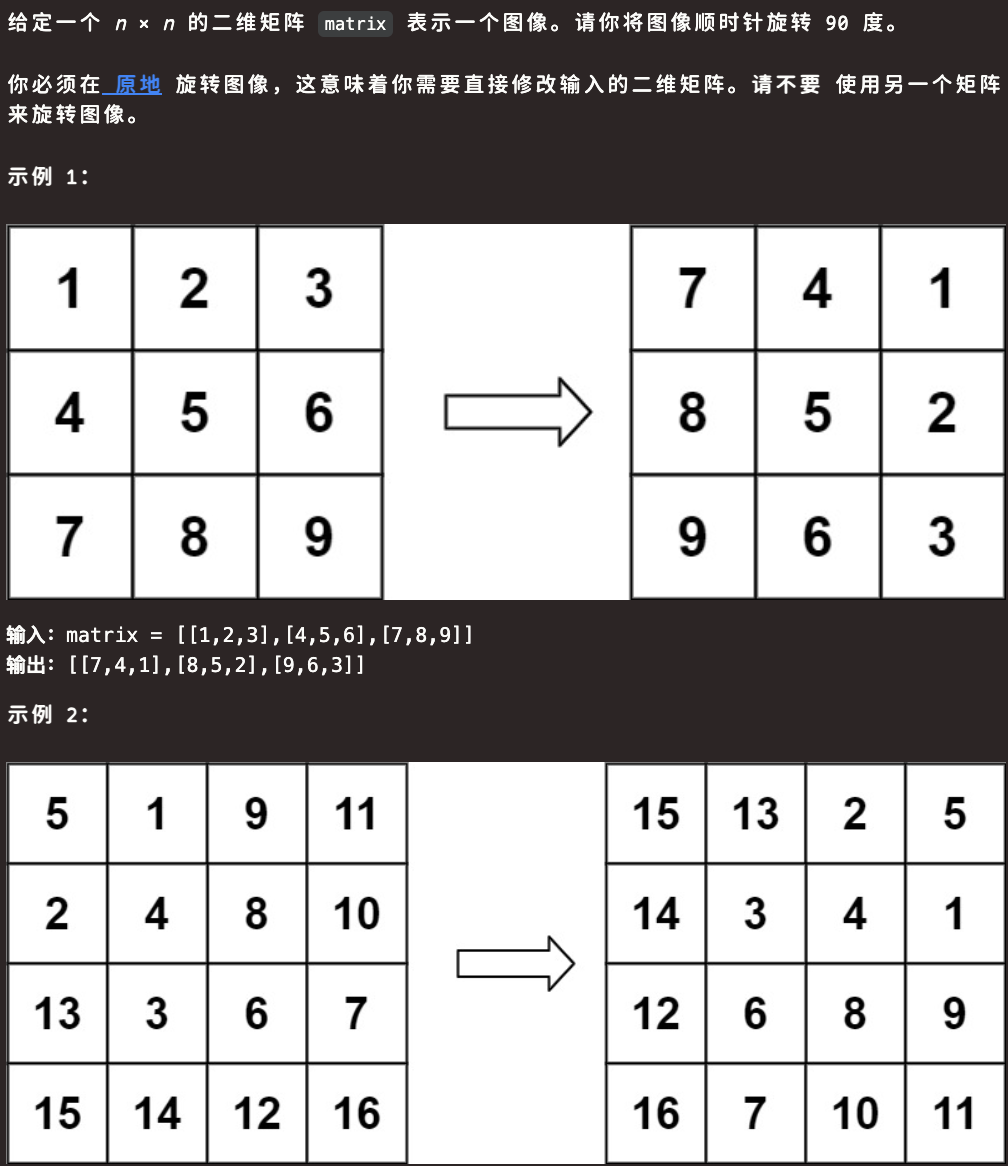 给定一个 n × n 的二维矩阵 matrix 表示一个图像。请你将图像顺时针旋转 90 度。
你必须在 原地 旋转图像，这意味着你需要直接修改输入的二维矩阵。请不要 使用另一个矩阵
来旋转图像。
示例 1：
1 2 3 7 4 1
4 5 6 8 5 2
7 8 9 9 6 3
输入：matrix = [[1,2,3],[4,5,6],[7,8,9]]
输出：[[7,4,1],[8,5,2],[9,6,3]]
示例 2：
5 1 9 11 15 13 2 5
2 4 8 10 14 3 4 1
13 3 6 7 12 6 8 9
15 14 12 16 16 7 10 11